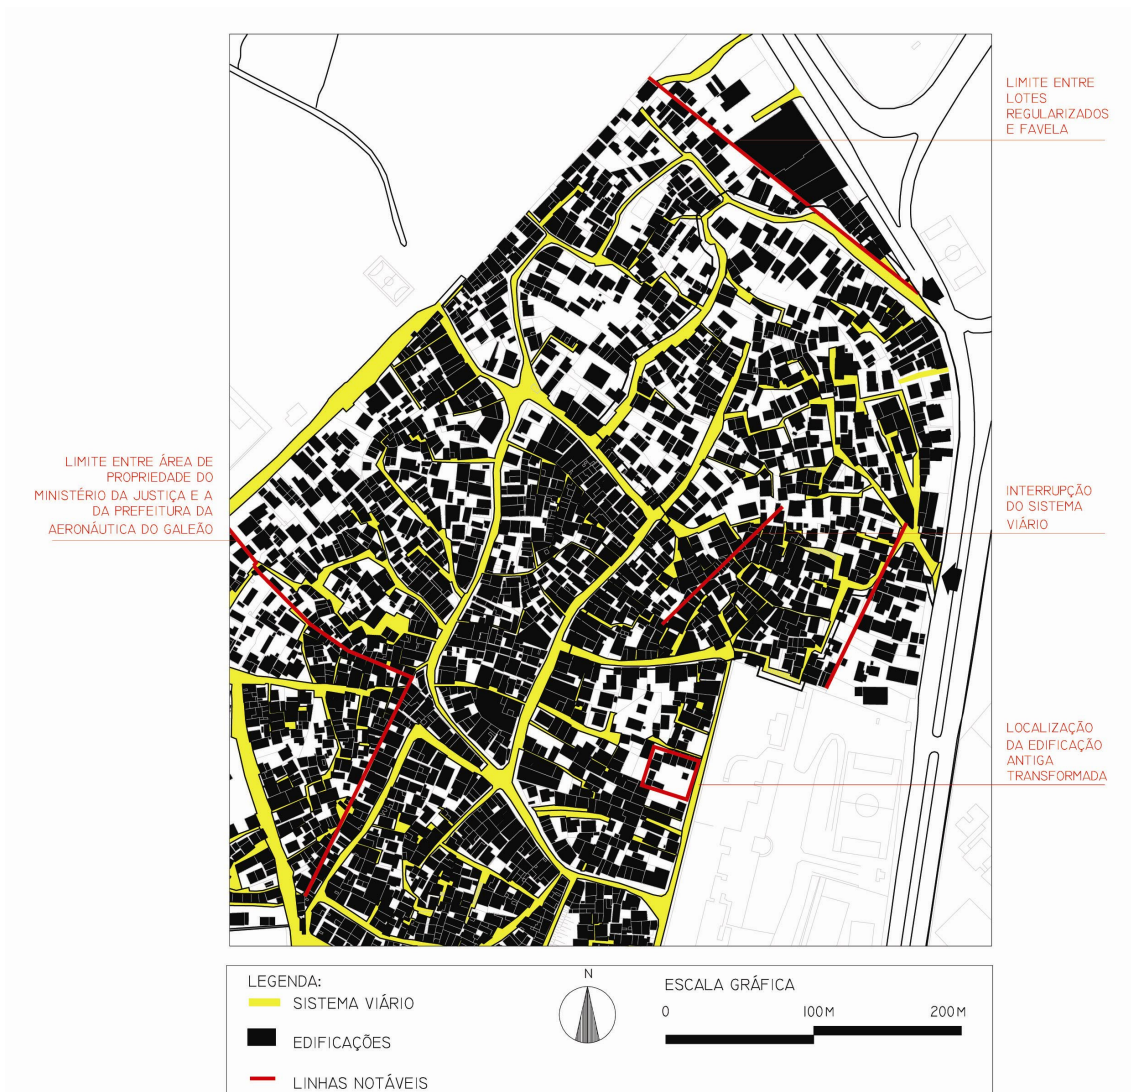 LIMITE ENTRE
LOTES
REGULARIZADOS
E FAVELA
LIMITE ENTRE ÁREA DE
PROPRIEDADE DO
MINISTÉRIO DA JUSTIÇA E A
DA PREFEITURA DA
AERONÁUTICA DO GALEÃO
INTERRUPÇÃO
DO SISTEMA
VIÁRIO
LOCALIZAÇÃO
DA EDIFICAÇÃO
ANTIGA
TRANSFORMADA
LEGENDA:
SISTEMA VIÁRIO
EDIFICAÇÕES
LINHAS NOTÁVEIS
N
ESCALA GRÁFICA
0 100M 200M